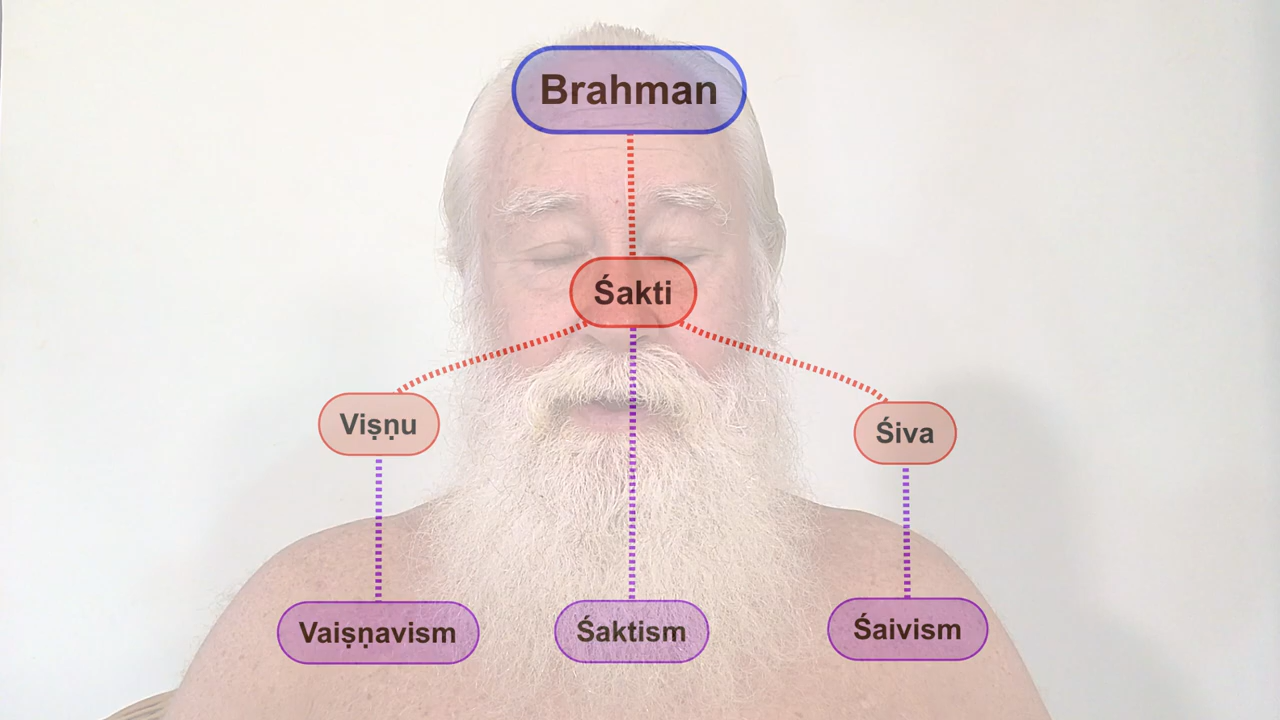 Brahman
Śakti
Viṣṇu
Śiva
Vaiṣṇavism
Śaktism
Śaivism